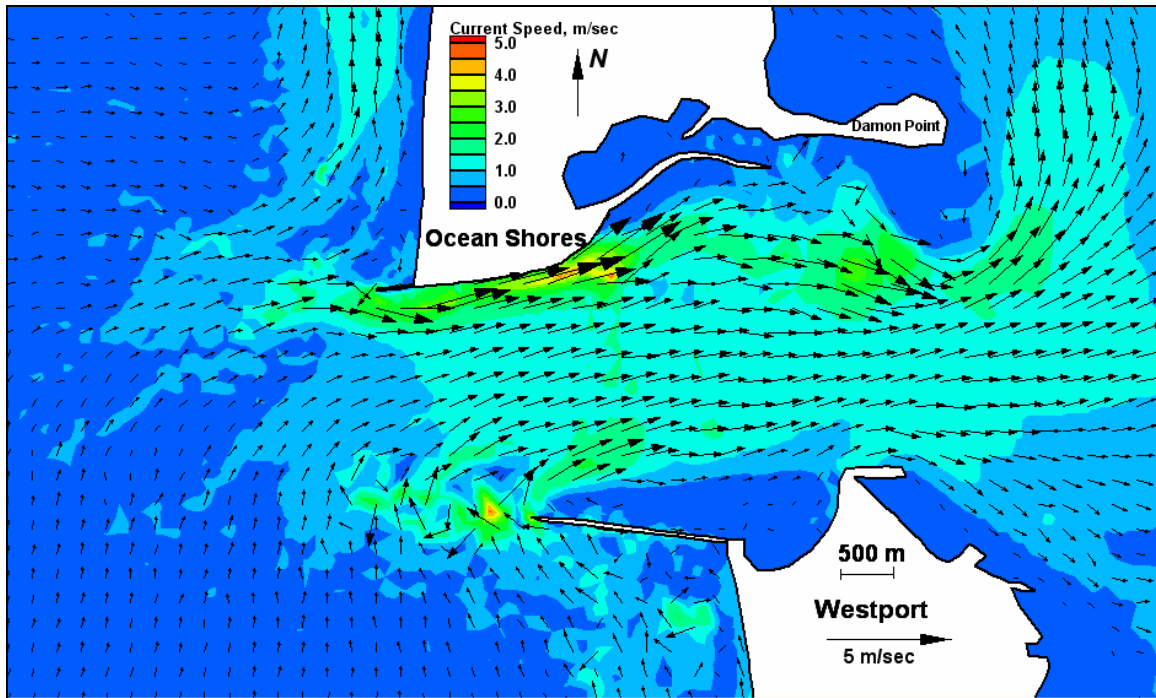 Current Speed, m/sec
5.0
4.0
3.0
2.0
1.0
0.0
N
Damon Point
Ocean Shores
500 m
Westport
5 m/sec